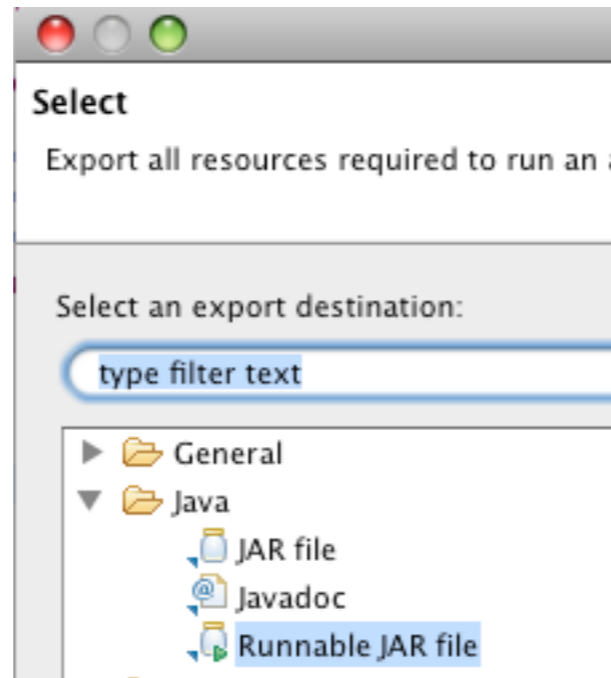 Select
Export all resources required to run an
Select an export destination:
type filter text
General
Java
JAR file
Javadoc
Runnable JAR file